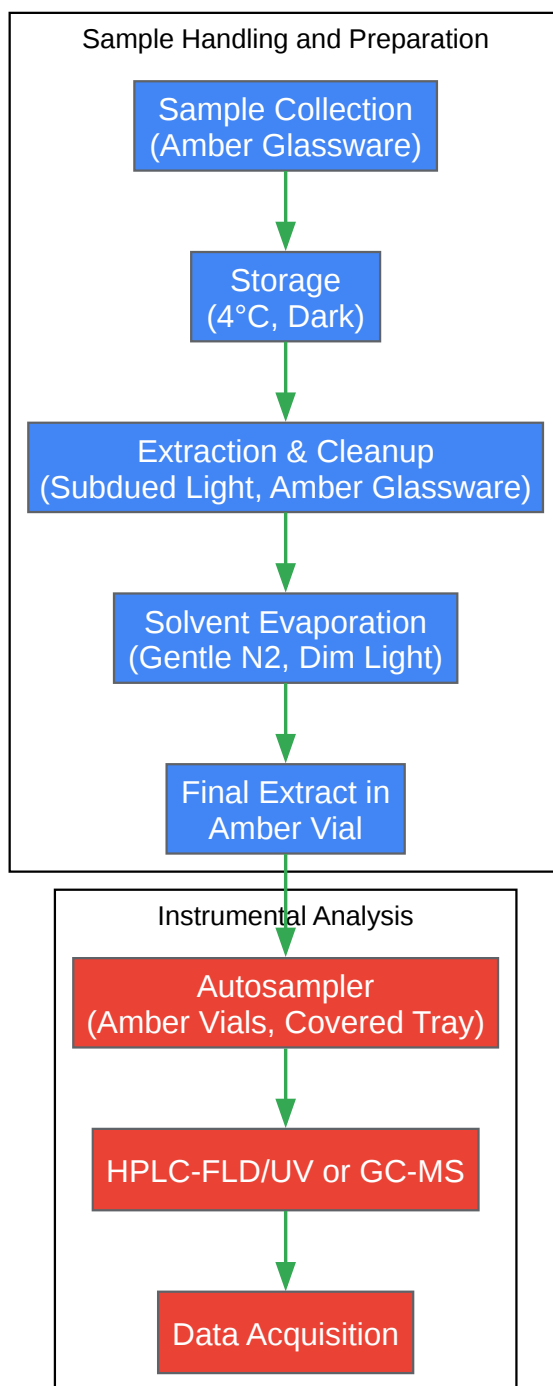 Sample Handling and Preparation
Sample Collection
(Amber Glassware)
Storage
(4°C, Dark)
Extraction & Cleanup
(Subdued Light, Amber Glassware)
Solvent Evaporation
(Gentle N2, Dim Light)
Final Extract in
Amber Vial
Instrumental Analysis
Autosampler
(Amber Vials, Covered Tray)
HPLC-FLD/UV or GC-MS
Data Acquisition